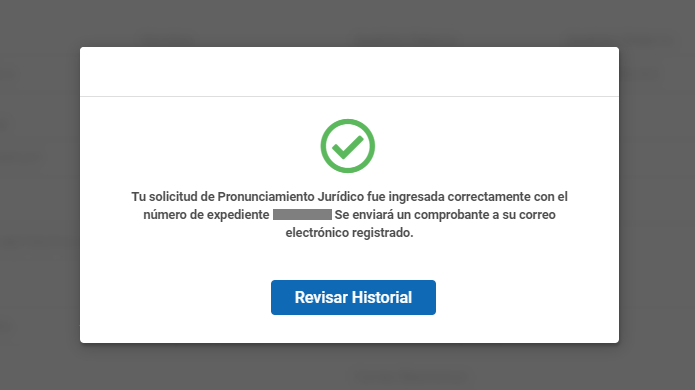 Tu solicitud de Pronunciamiento Jurídico fue ingresada correctamente con el
número de expediente Se enviará un comprobante a su correo
electrónico registrado.
Revisar Historial